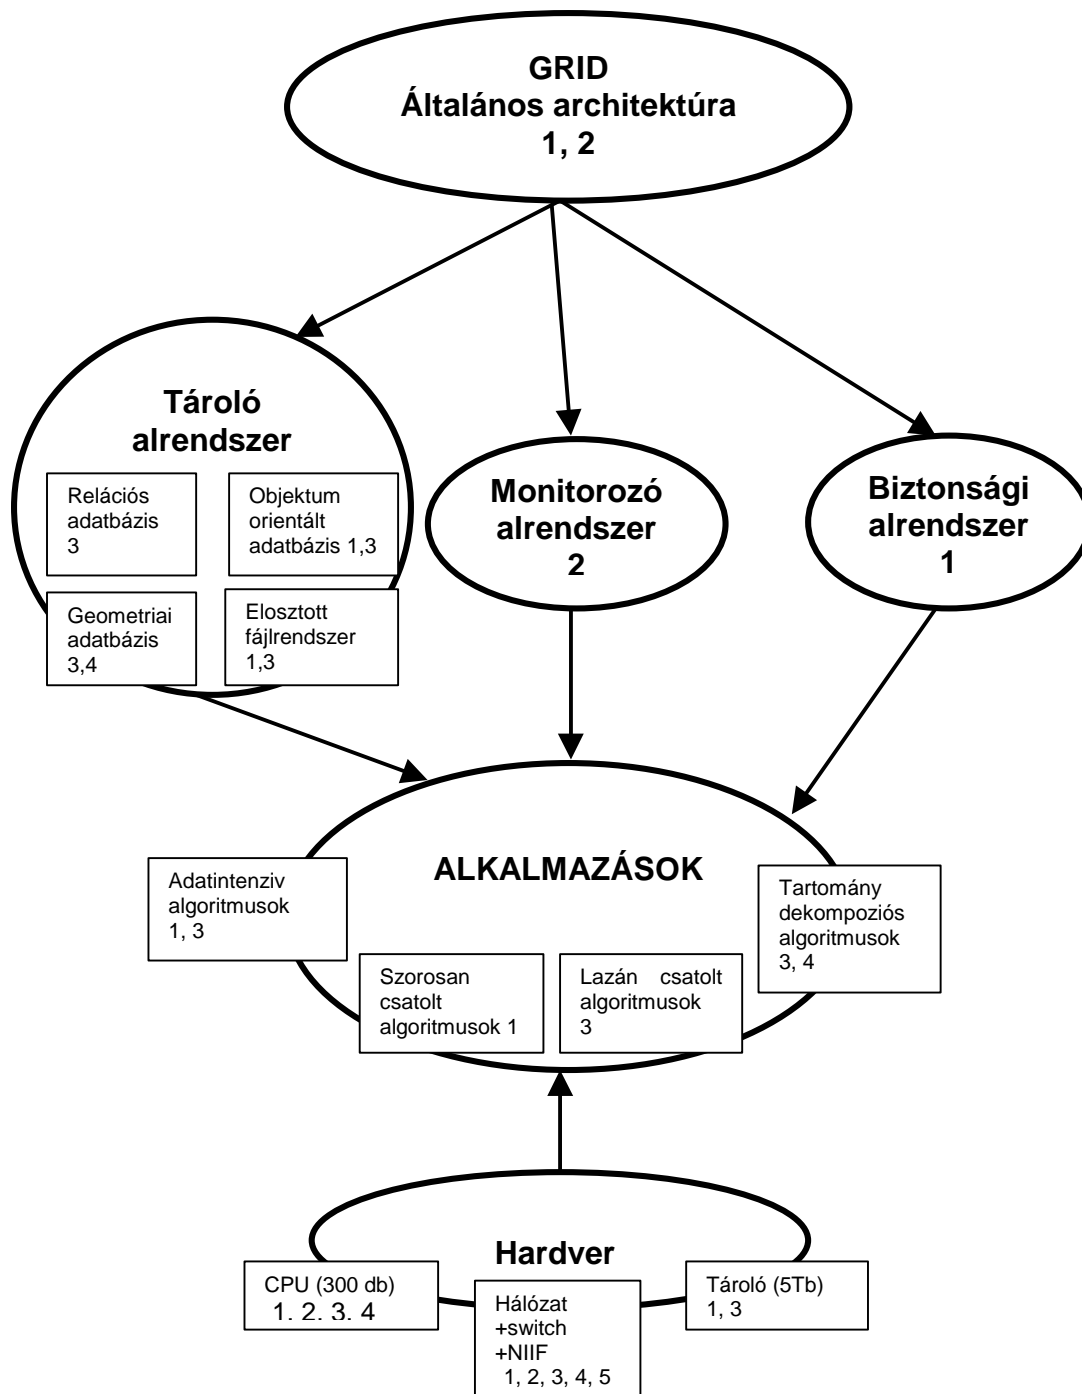 GRID
Általános architektúra
1, 2
Tároló
alrendszer
Relációs
adatbázis
3
Objektum
orientált
adatbázis 1,3
Geometriai
adatbázis
3,4
Elosztott
fájlrendszer
1,3
Monitorozó
alrendszer
2
Biztonsági
alrendszer
1
ALKALMAZÁSOK
Adatintenziv
algoritmusok
1, 3
Szorosan
csatolt
algoritmusok 1
Lazán csatolt
algoritmusok
3
Tartomány
dekompoziós
algoritmusok
3, 4
Hardver
CPU (300 db)
1, 2, 3, 4
Hálózat
+switch
+NIIF
1, 2, 3, 4, 5
Tároló (5Tb)
1, 3